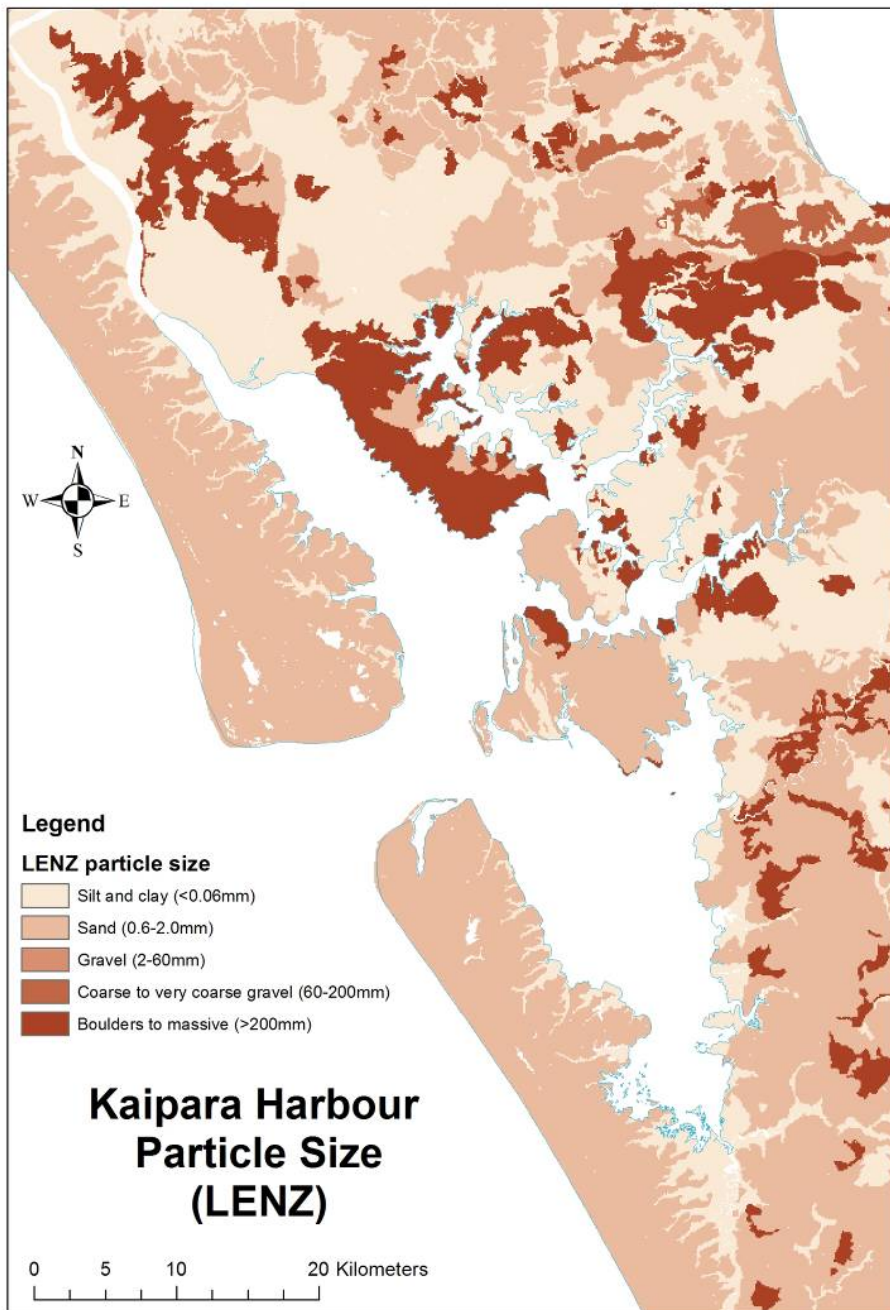 N
W E
S
Legend
LENZ particle size
Silt and clay (<0.06mm)
Sand (0.6-2.0mm)
Gravel (2-60mm)
Coarse to very coarse gravel (60-200mm)
Boulders to massive (>200mm)
Kaipara Harbour
Particle Size
(LENZ)
0 5 10 20 Kilometers